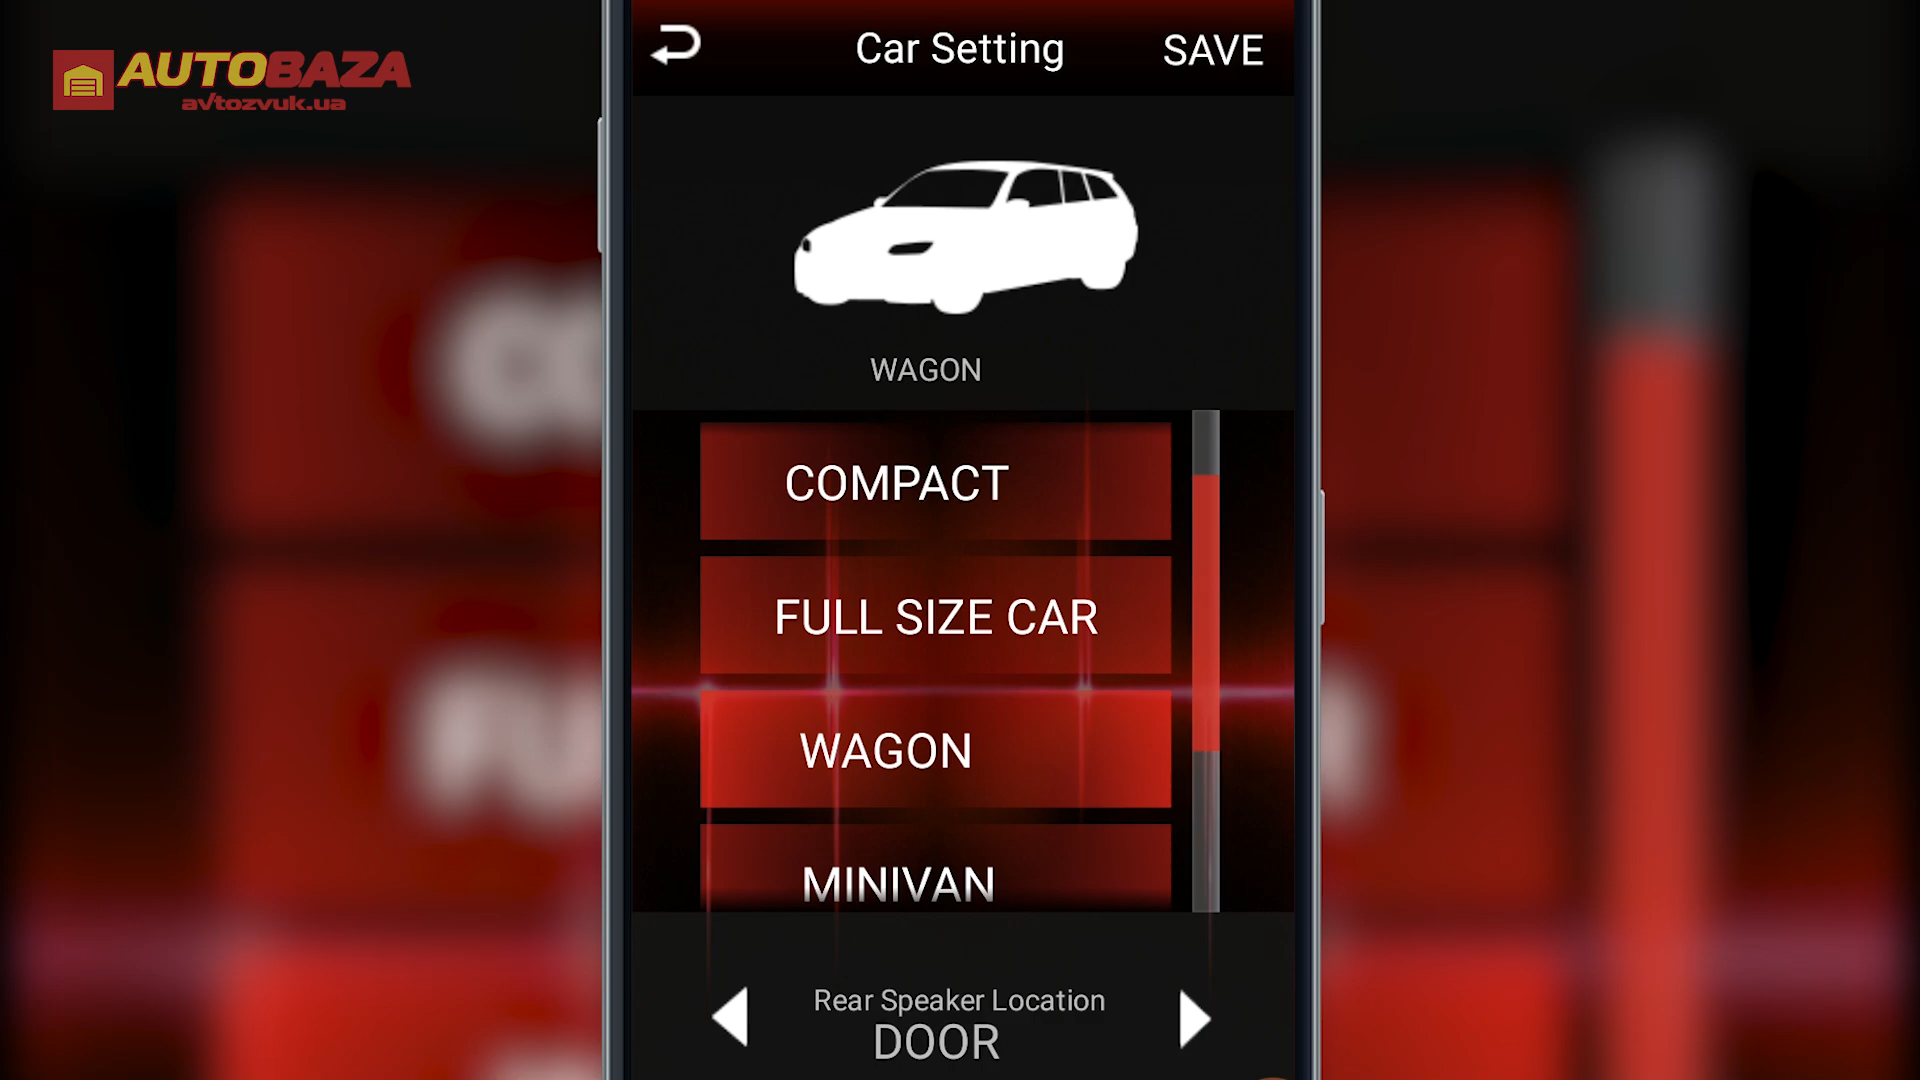 AUTOBAZA
avtozvuk.ua
Car Setting
SAVE
WAGON
COMPACT
FULL SIZE CAR
WAGON
MINIVAN
Rear Speaker Location
DOOR